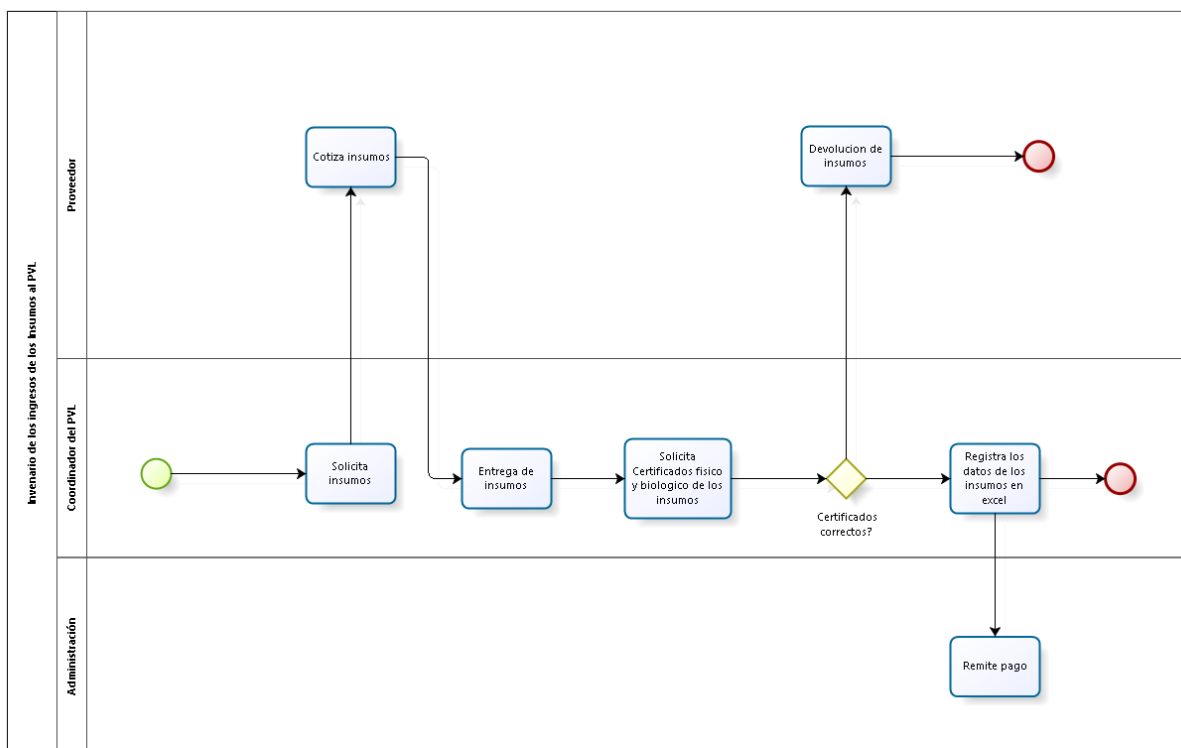 Invenario de los ingresos de los Insumos al PVL
Proveedor
Cotiza insumos
Devolucion de
insumos
Coordinador del PVL
Solicita
insumos
Entrega de
insumos
Solicita
Certificados fisico
y biologico de los
insumos
Certificados
correctos?
Registra los
datos de los
insumos en
excel
Administración
Remite pago